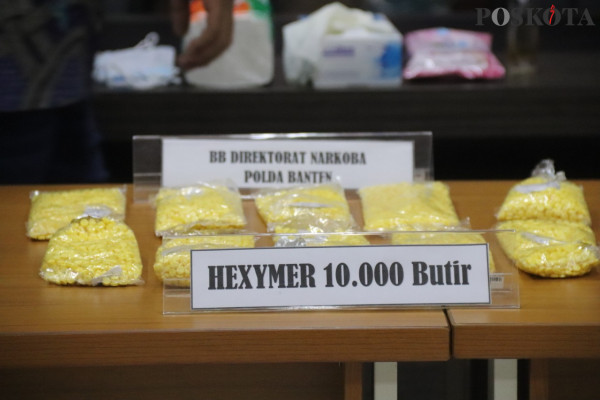 POSKOTA
BB DIREKTORAT NARKOBA
POLDA BANTEN
HEXYMER 10.000 Butir